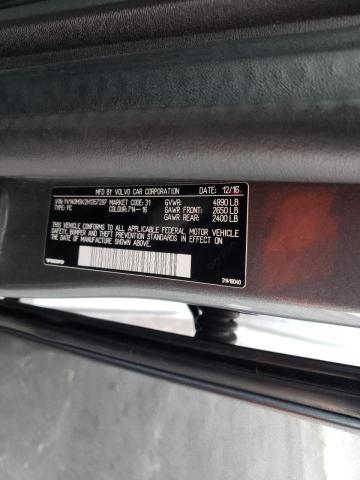 MFD BY VOLVO CAR CORPORATION DATE: 12/16
MARKET CODE: 31 GVWR: 4890 LB
TYPE: PC COLOUR: 714-16 GAWR FRONT: 2650 LB
GAWR REAR: 2400 LB
THIS VEHICLE CONFORMS TO ALL APPLICABLE FEDERAL MOTOR VEHICLE
SAFETY, BUMPER AND THEFT PREVENTION STANDARDS IN EFFECT ON THE
DATE OF MANUFACTURE SHOWN ABOVE.